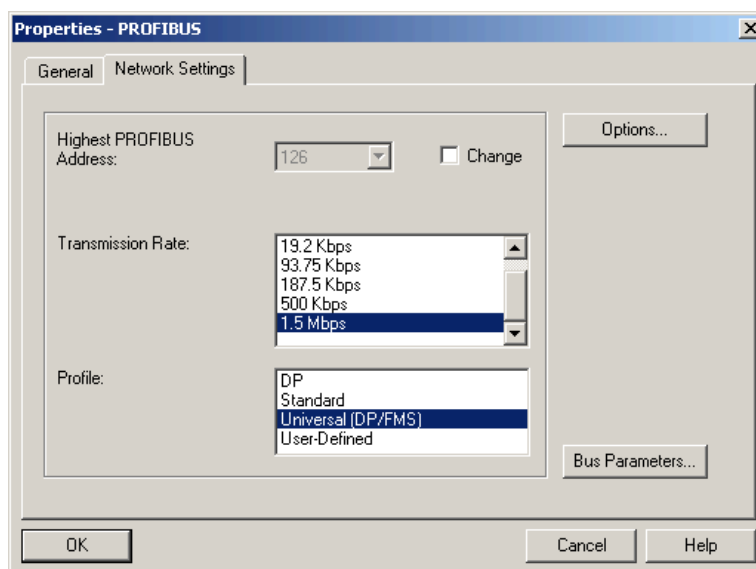 Properties - PROFIBUS
General
Network Settings
Highest PROFIBUS
Address:
126
Change
Options...
Transmission Rate:
19.2 Kbps
93.75 Kbps
187.5 Kbps
500 Kbps
1.5 Mbps
Profile:
DP
Standard
Universal (DP/FMS)
User-Defined
Bus Parameters...
OK
Cancel
Help